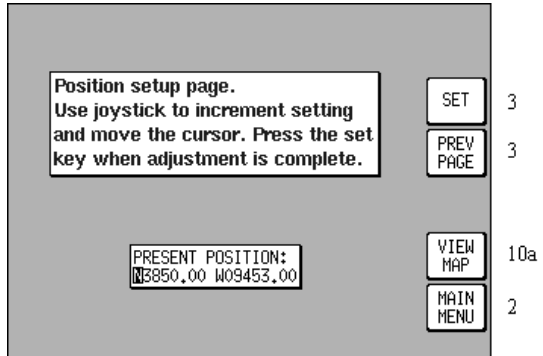 Position setup page.
Use joystick to increment setting
and move the cursor. Press the set
key when adjustment is complete.
SET
3
PREV
PAGE
3
PRESENT POSITION:
N3850.00 W09453.00
VIEW
MAP
10a
MAIN
MENU
2